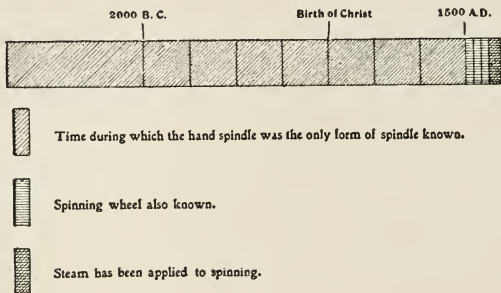 2000 B. C. Birth of Christ 1500 A.D.
Time during which the hand spindle was the only form of spindle known.
Spinning wheel also known.
Steam has been applied to spinning.